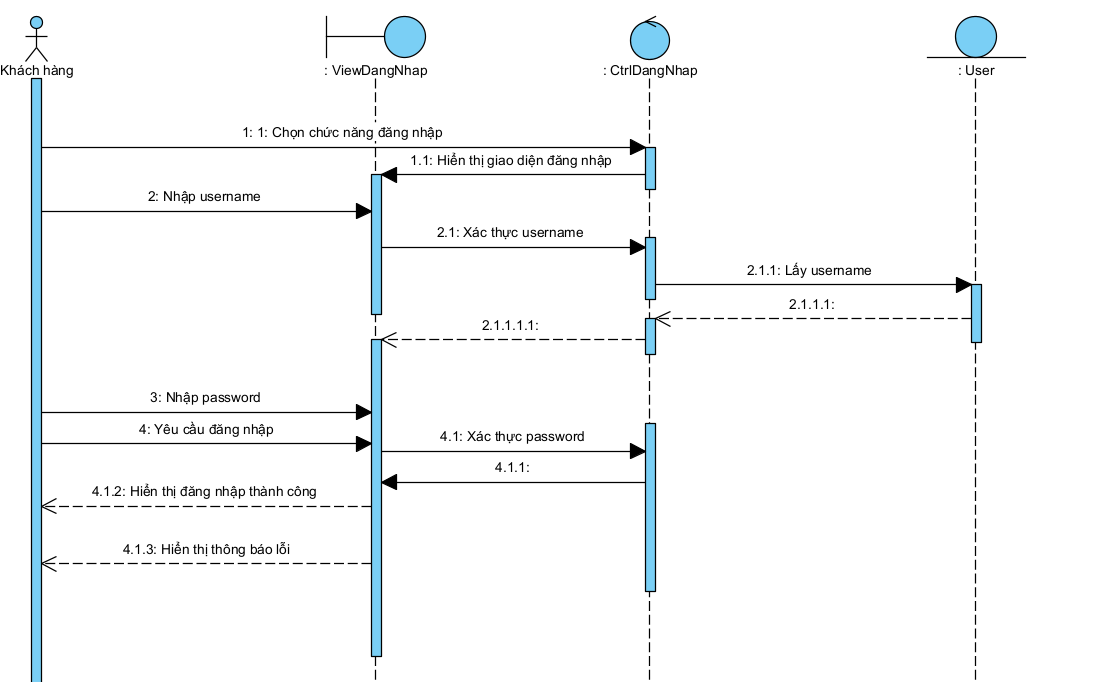 Khách hàng
: ViewDangNhap
: CtrlDangNhap
: User
1: 1: Chọn chức năng đăng nhập
1.1: Hiển thị giao diện đăng nhập
2: Nhập username
2.1: Xác thực username
2.1.1: Lấy username
2.1.1.1:
2.1.1.1.1:
3: Nhập password
4: Yêu cầu đăng nhập
4.1: Xác thực password
4.1.1:
4.1.2: Hiển thị đăng nhập thành công
4.1.3: Hiển thị thông báo lỗi